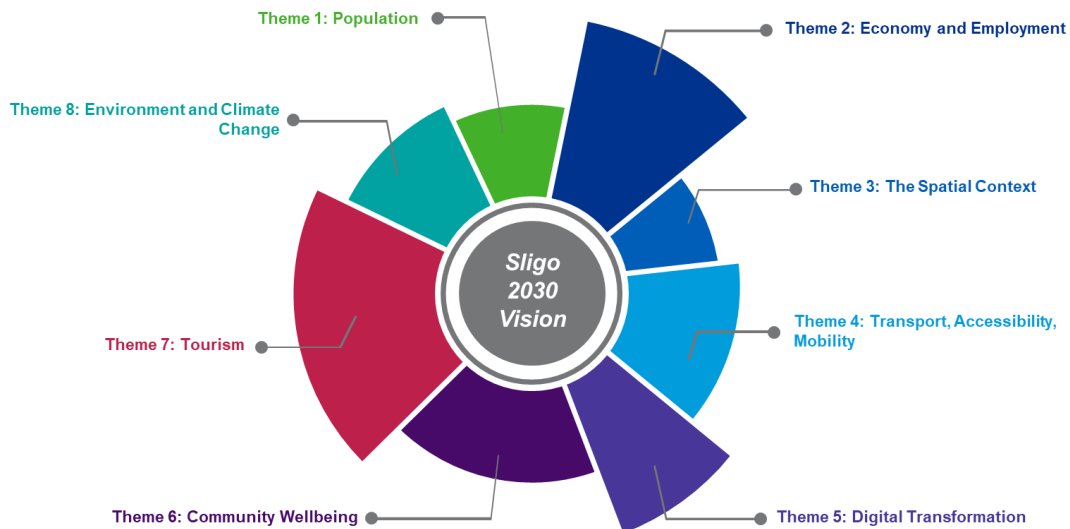 Theme 1: Population
Theme 2: Economy and Employment
Theme 8: Environment and Climate
Change
Theme 3: The Spatial Context
Sligo
2030
Vision
Theme 4: Transport, Accessibility,
Mobility
Theme 7: Tourism
Theme 6: Community Wellbeing
Theme 5: Digital Transformation